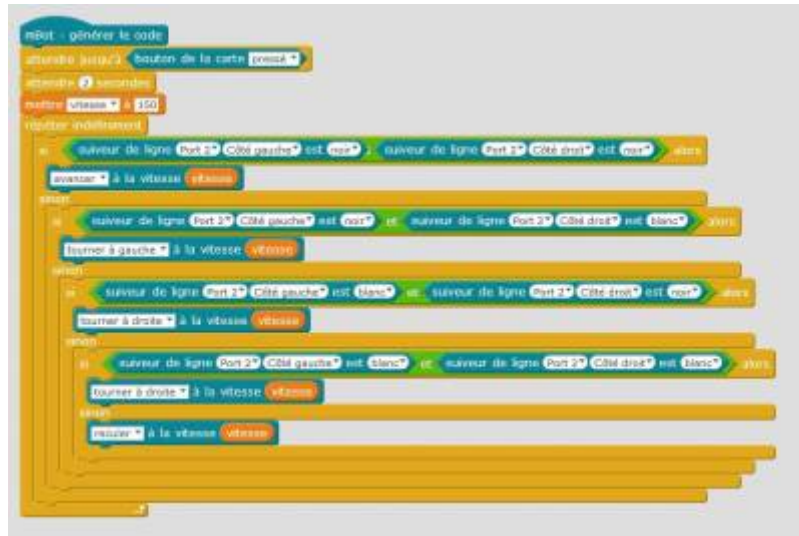 mBot - générer le code
attendre jusqu'à bouton de la carte pressé
attendre 2 secondes
mettre vitesse à 150
répéter indéfiniment
si suiveur de ligne Port 2 Côté gauche est noir suiveur de ligne Port 2 Côté droit est noir alors
avancer à la vitesse vitesse
sinon
si suiveur de ligne Port 2 Côté gauche est noir et suiveur de ligne Port 2 Côté droit est blanc alors
tourner à gauche à la vitesse vitesse
sinon
si suiveur de ligne Port 2 Côté gauche est blanc et suiveur de ligne Port 2 Côté droit est noir alors
tourner à droite à la vitesse vitesse
sinon
si suiveur de ligne Port 2 Côté gauche est blanc et suiveur de ligne Port 2 Côté droit est blanc alors
tourner à droite à la vitesse vitesse
sinon
reculer à la vitesse vitesse